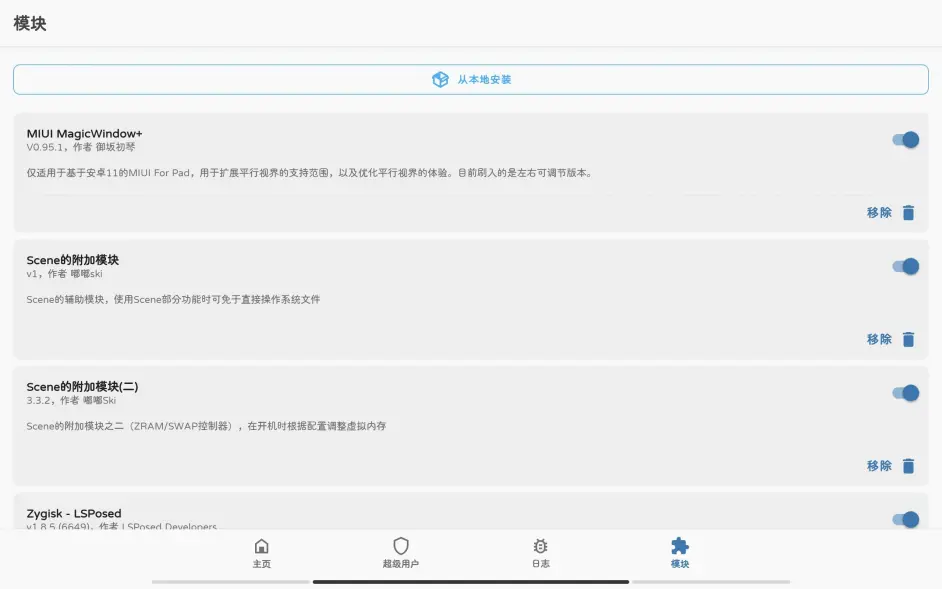 模块
从本地安装
MIUI MagicWindow+
V0.95.1，作者 御坂初琴
仅适用于基于安卓11的MIUI For Pad，用于扩展平行视界的支持范围，以及优化平行视界的体验。目前刷入的是左右可调节版本。
移除
Scene的附加模块
v1，作者 嘟嘟ski
Scene的辅助模块，使用Scene部分功能时可免于直接操作系统文件
移除
Scene的附加模块(二)
3.3.2，作者 嘟嘟Ski
Scene的附加模块之二（ZRAM/SWAP控制器），在开机时根据配置调整虚拟内存
移除
Zygisk - LSPosed
v1.8.5 (6649)，作者 LSPosed Developers
主页
超级用户
日志
模块